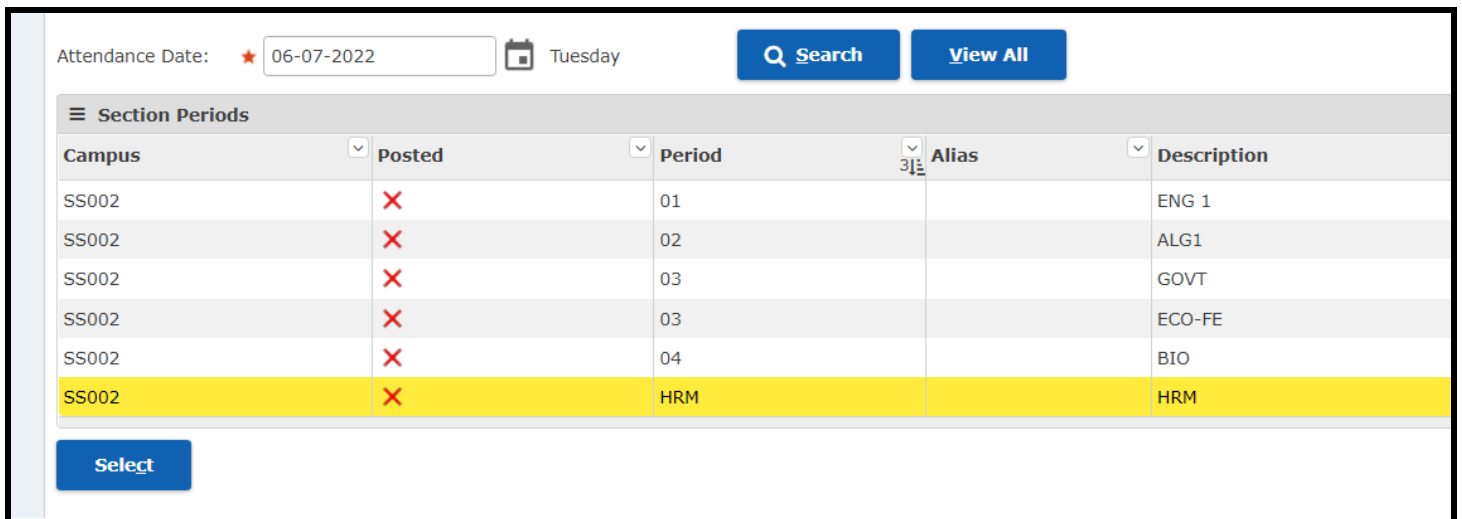 Attendance Date: ★ 06-07-2022 Tuesday Search View All
≡ Section Periods
Campus Posted Period 3 Alias Description
SS002 01 ENG 1
SS002 02 ALG1
SS002 03 GOVT
SS002 03 ECO-FE
SS002 04 BIO
SS002 HRM HRM
Select